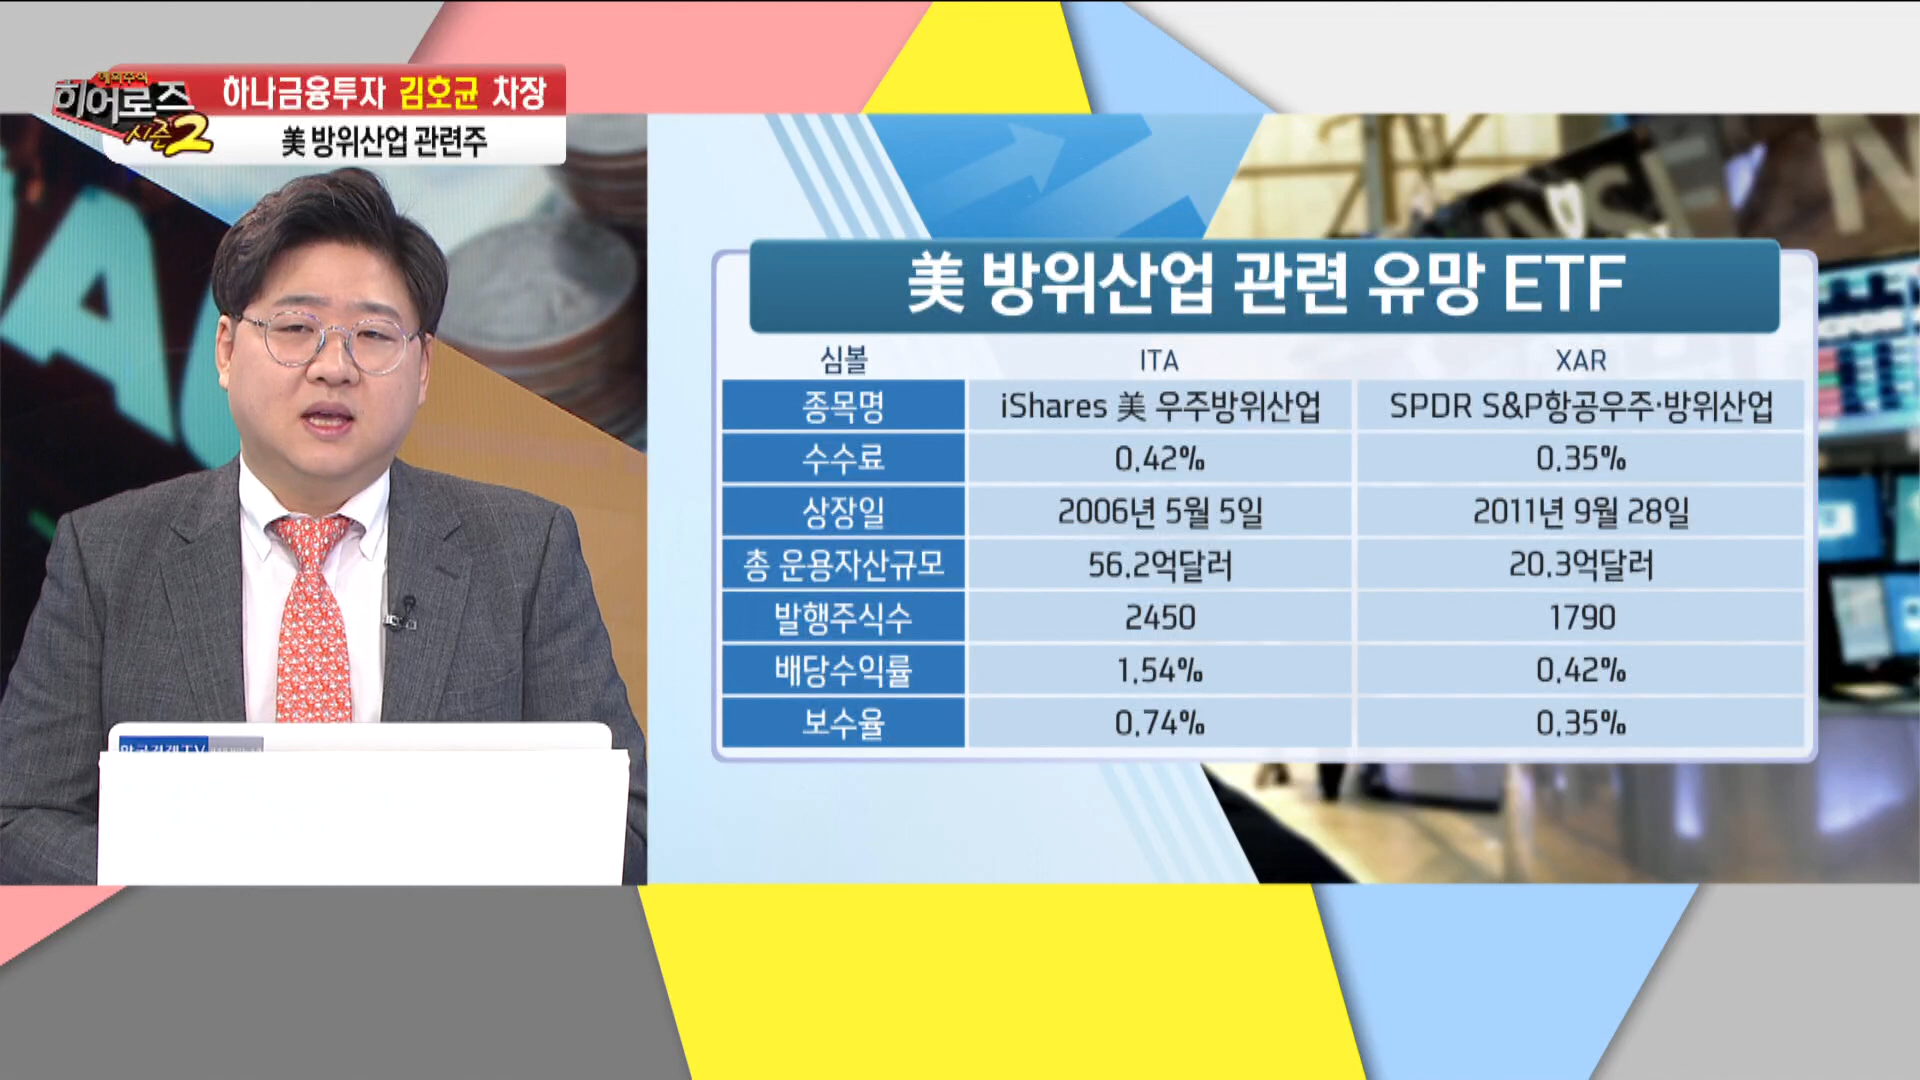 해외주식
히어로즈
시즌2
하나금융투자 김호균 차장
美 방위산업 관련주
美 방위산업 관련 유망 ETF
심볼 ITA XAR
종목명 iShares 美 우주방위산업 SPDR S&P항공우주·방위산업
수수료 0.42% 0.35%
상장일 2006년 5월 5일 2011년 9월 28일
총 운용자산규모 56.2억달러 20.3억달러
발행주식수 2450 1790
배당수익률 1.54% 0.42%
보수율 0.74% 0.35%